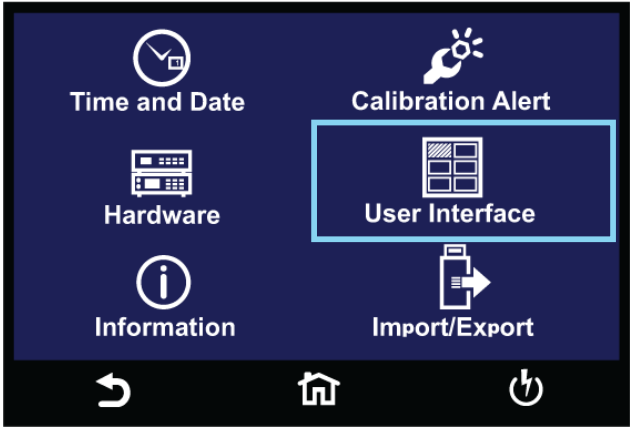 Time and Date
Calibration Alert
Hardware
User Interface
Information
Import/Export